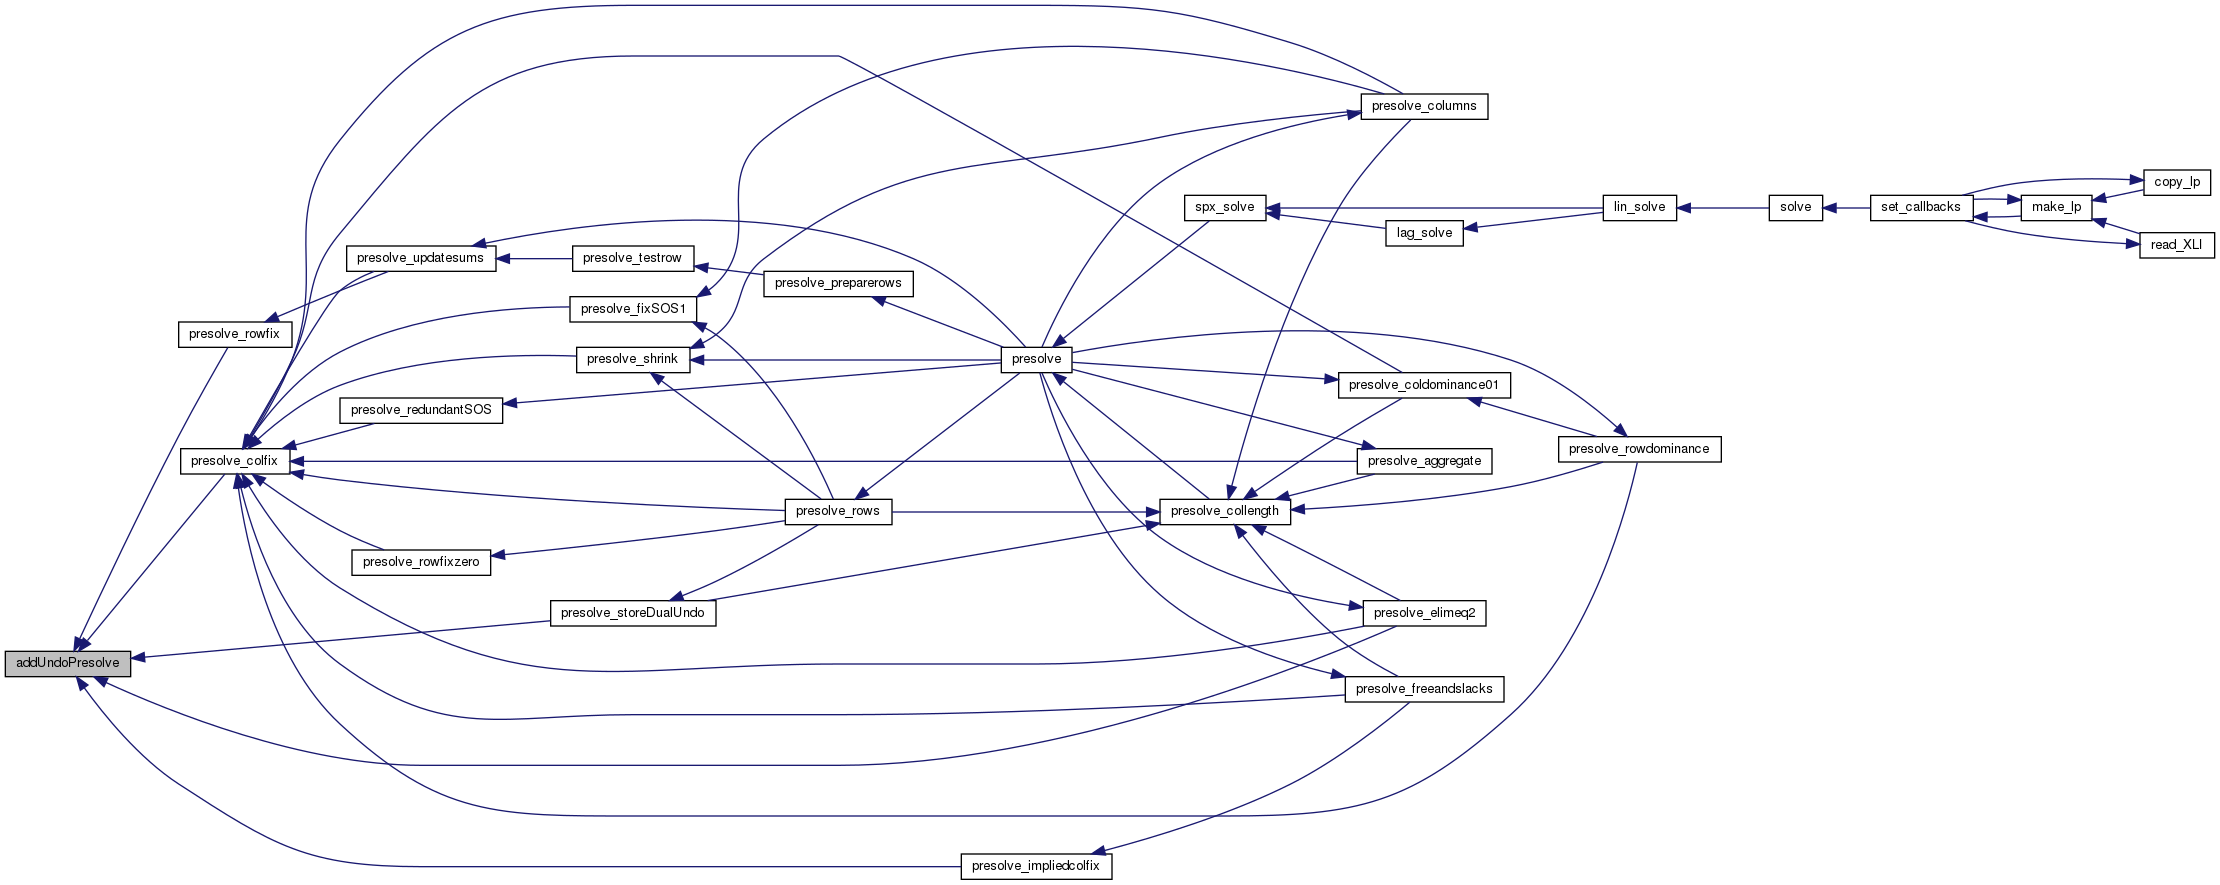 presolve_columns
copy_lp
spx_solve
lin_solve
solve
set_callbacks
make_lp
lag_solve
read_XLI
presolve_updatesums
presolve_testrow
presolve_preparerows
presolve_fixSOS1
presolve_rowfix
presolve_shrink
presolve
presolve_coldominance01
presolve_redundantSOS
presolve_rowdominance
presolve_colfix
presolve_aggregate
presolve_rows
presolve_collength
presolve_rowfixzero
presolve_storeDualUndo
presolve_elimeq2
addUndoPresolve
presolve_freeandslacks
presolve_impliedcolfix